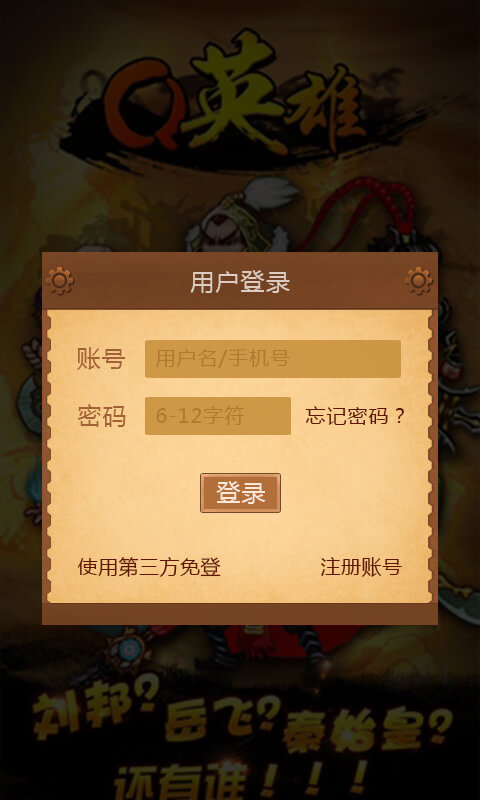 Q英雄
用户登录
账号 用户名/手机号
密码 6-12字符 忘记密码？
登录
使用第三方免登 注册账号
刘邦？岳飞？秦始皇？
还有谁！！！